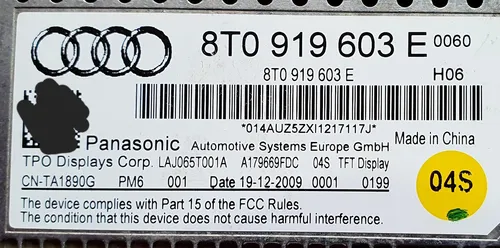 8T0 919 603 E 0060
8T0 919 603 E H06
*014AUZ5ZXI1217117J*
Panasonic Automotive Systems Europe GmbH Made in China
TPO Displays Corp. LAJ065T001A A179669FDC 04S TFT Display
CN-TA1890G PM6 001 Date 19-12-2009 0001 0199
04S
The device complies with Part 15 of the FCC Rules.
The condition that this device does not cause harmful interference.